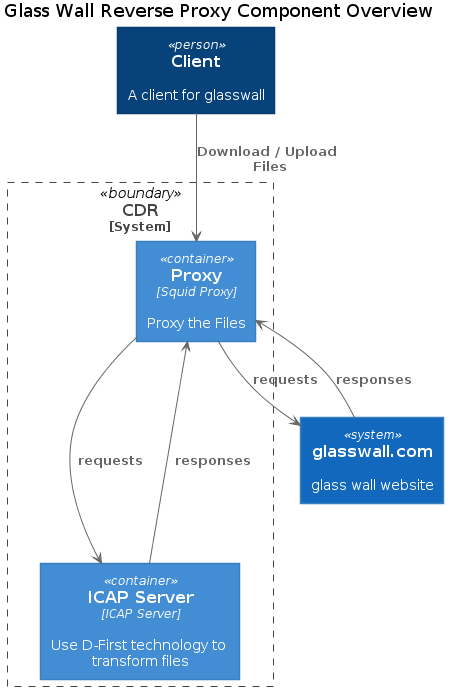 Glass Wall Reverse Proxy Component Overview
«person»
Client
A client for glasswall
Download / Upload
Files
«boundary»
CDR
[System]
«container»
Proxy
[Squid Proxy]
Proxy the Files
requests
responses
«system»
glasswall.com
glass wall website
requests
responses
«container»
ICAP Server
[ICAP Server]
Use D-First technology to
transform files